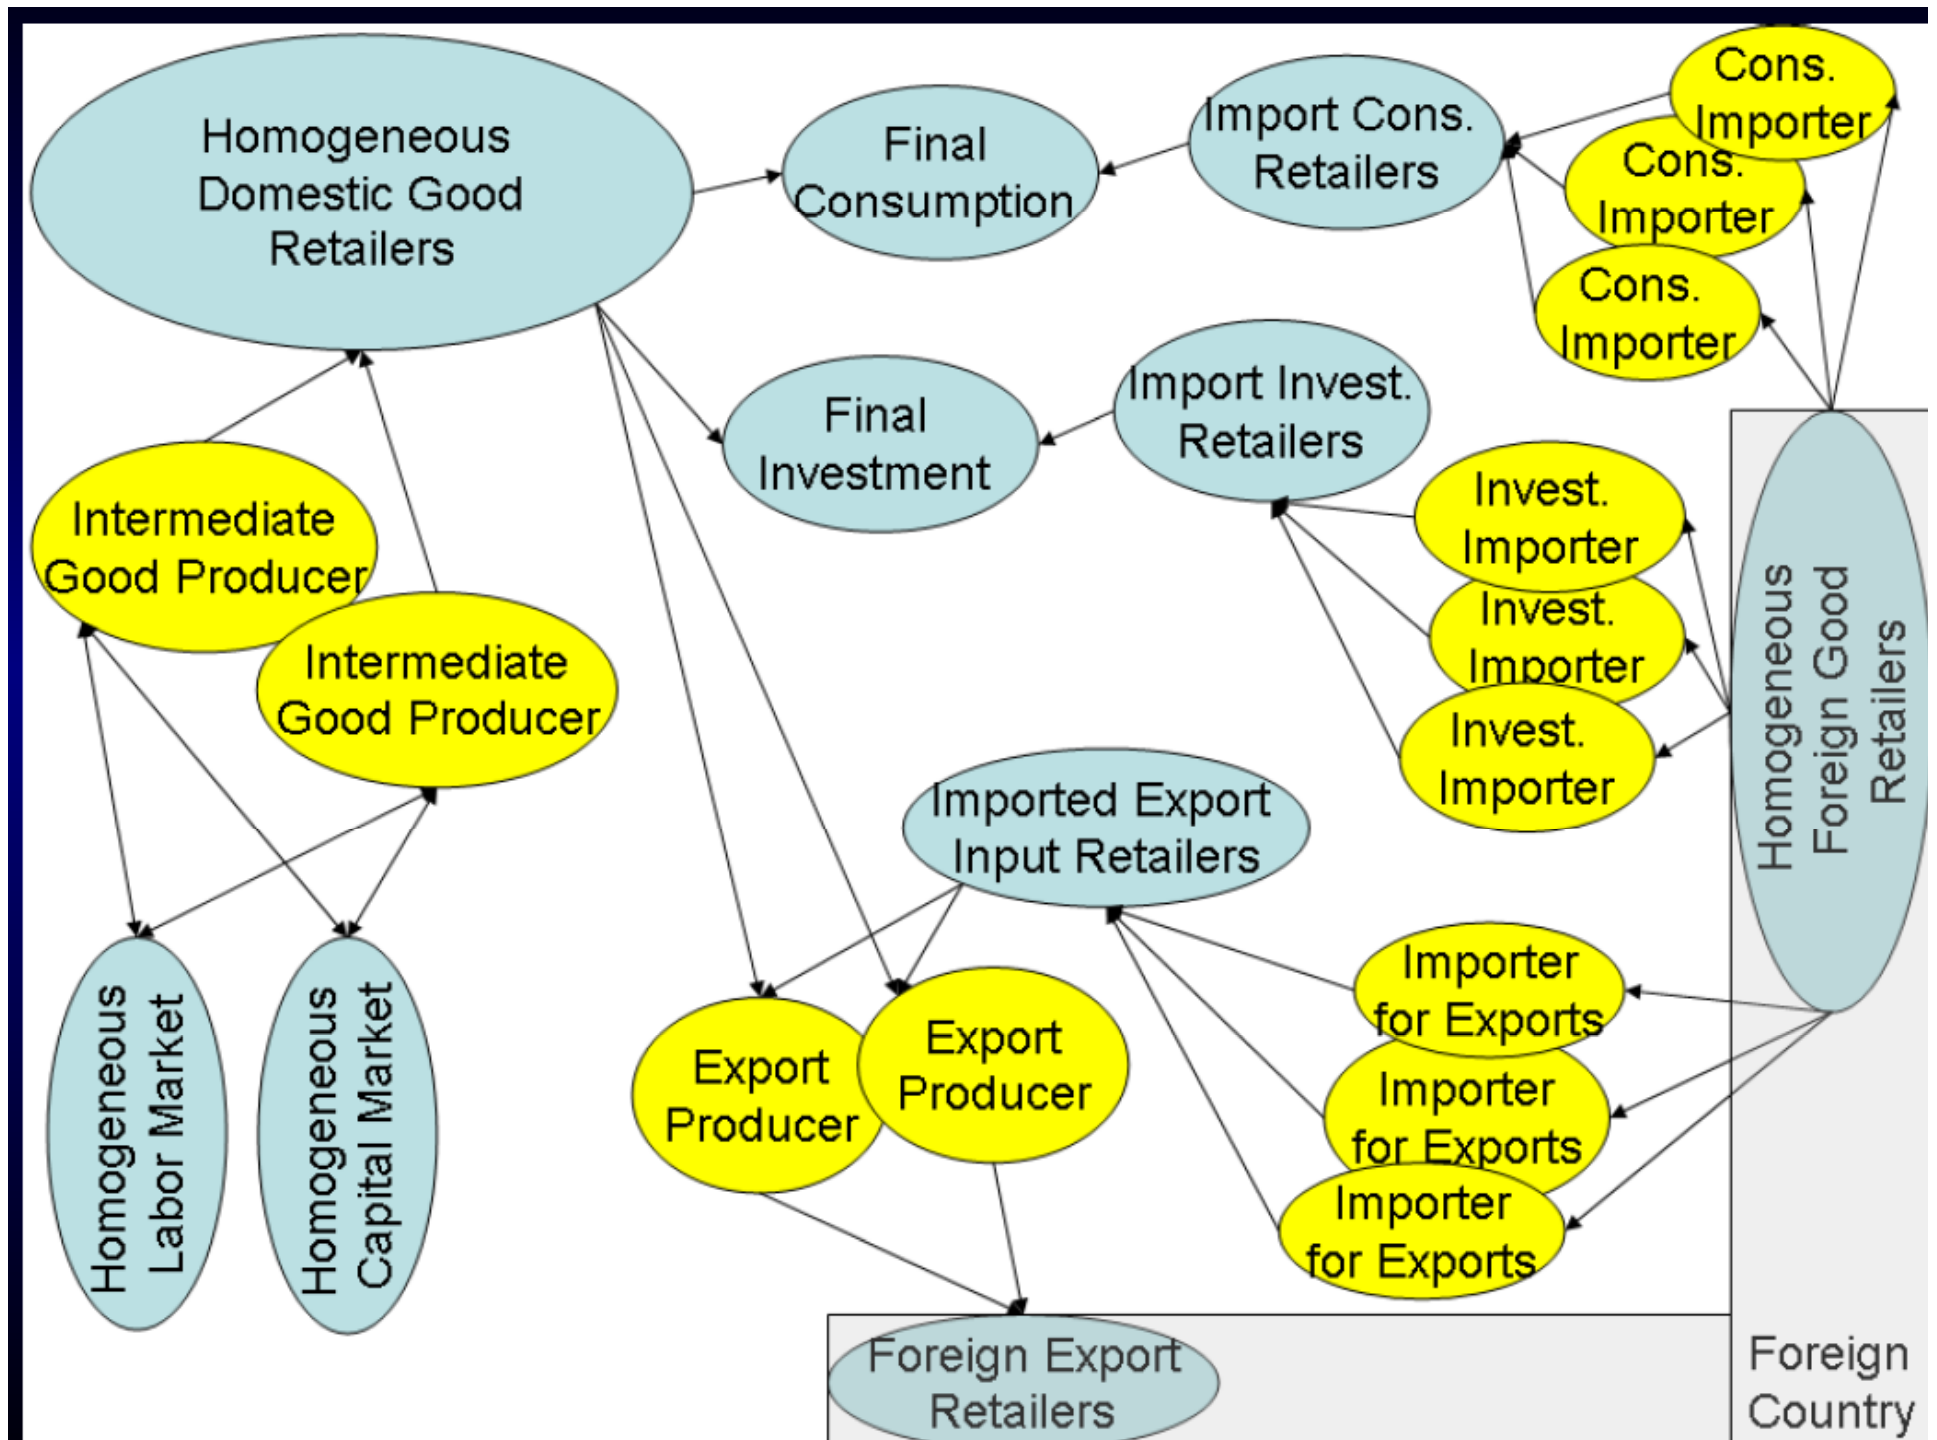 Homogeneous
Domestic Good
Retailers
Final
Consumption
Import Cons.
Retailers
Cons.
Importer
Cons.
Importer
Cons.
Importer
Final
Investment
Import Invest.
Retailers
Intermediate
Good Producer
Intermediate
Good Producer
Invest.
Importer
Invest.
Importer
Invest.
Importer
Homogeneous
Foreign Good
Retailers
Imported Export
Input Retailers
Homogeneous
Labor Market
Homogeneous
Capital Market
Export
Producer
Export
Producer
Importer
for Exports
Importer
for Exports
Importer
for Exports
Foreign Export
Retailers
Foreign
Country